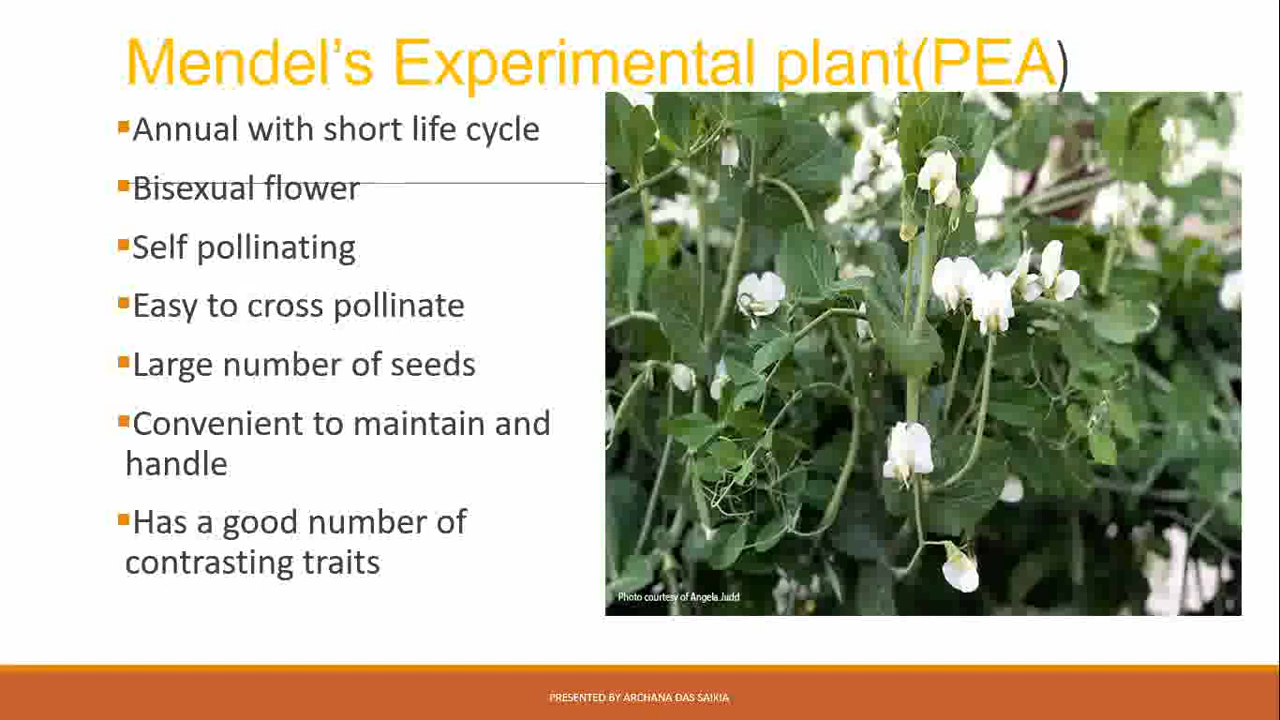 Mendel’s Experimental plant(PEA)
▪Annual with short life cycle
▪Bisexual flower
▪Self pollinating
▪Easy to cross pollinate
▪Large number of seeds
▪Convenient to maintain and
handle
▪Has a good number of
contrasting traits
Photo courtesy of Angela Judd
PRESENTED BY ARCHANA DAS SAIKIA